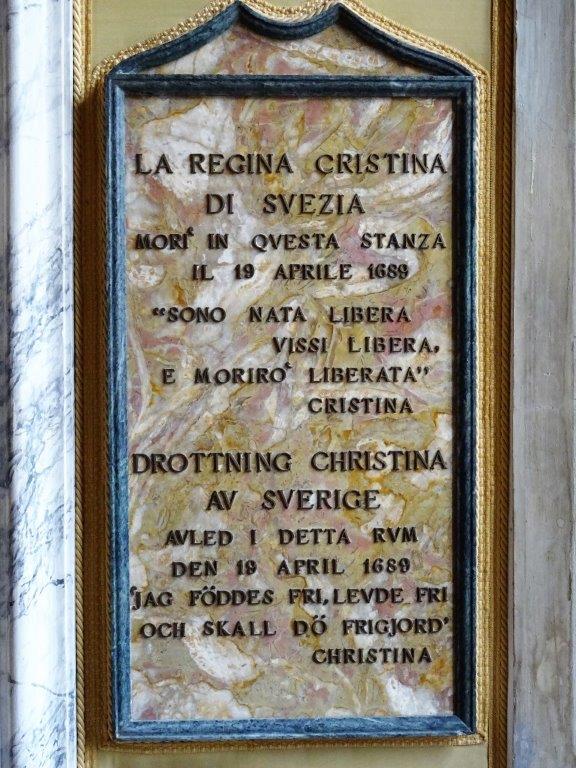 LA REGINA CRISTINA
DI SVEZIA
MORI' IN QVESTA STANZA
IL 19 APRILE 1689
“SONO NATA LIBERA
VISSI LIBERA,
E MORIRO' LIBERATA”
CRISTINA
DROTTNING CHRISTINA
AV SVERIGE
AVLED I DETTA RVM
DEN 19 APRIL 1689
'JAG FÖDDES FRI, LEVDE FRI
OCH SKALL DÖ FRIGJORD'
CHRISTINA